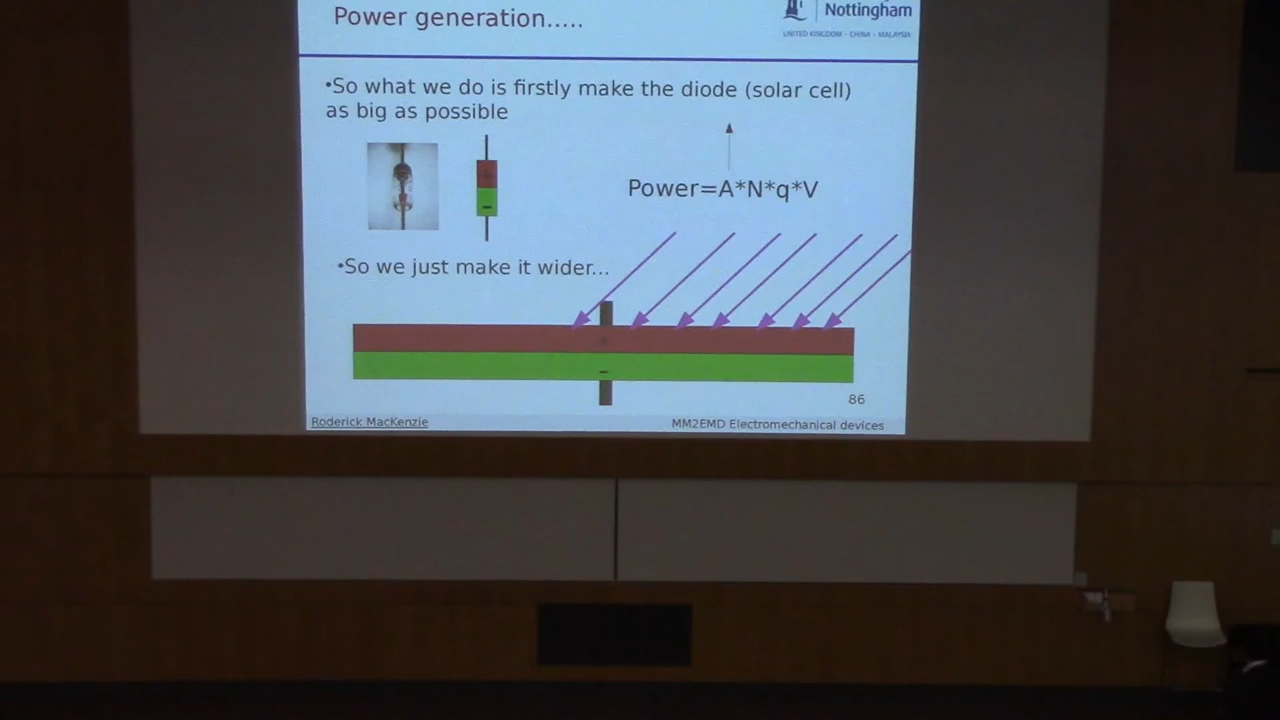 Power generation.....
Nottingham
UNITED KINGDOM · CHINA · MALAYSIA
•So what we do is firstly make the diode (solar cell)
as big as possible
Power=A*N*q*V
•So we just make it wider...
+
-
86
Roderick MacKenzie
MM2EMD Electromechanical devices